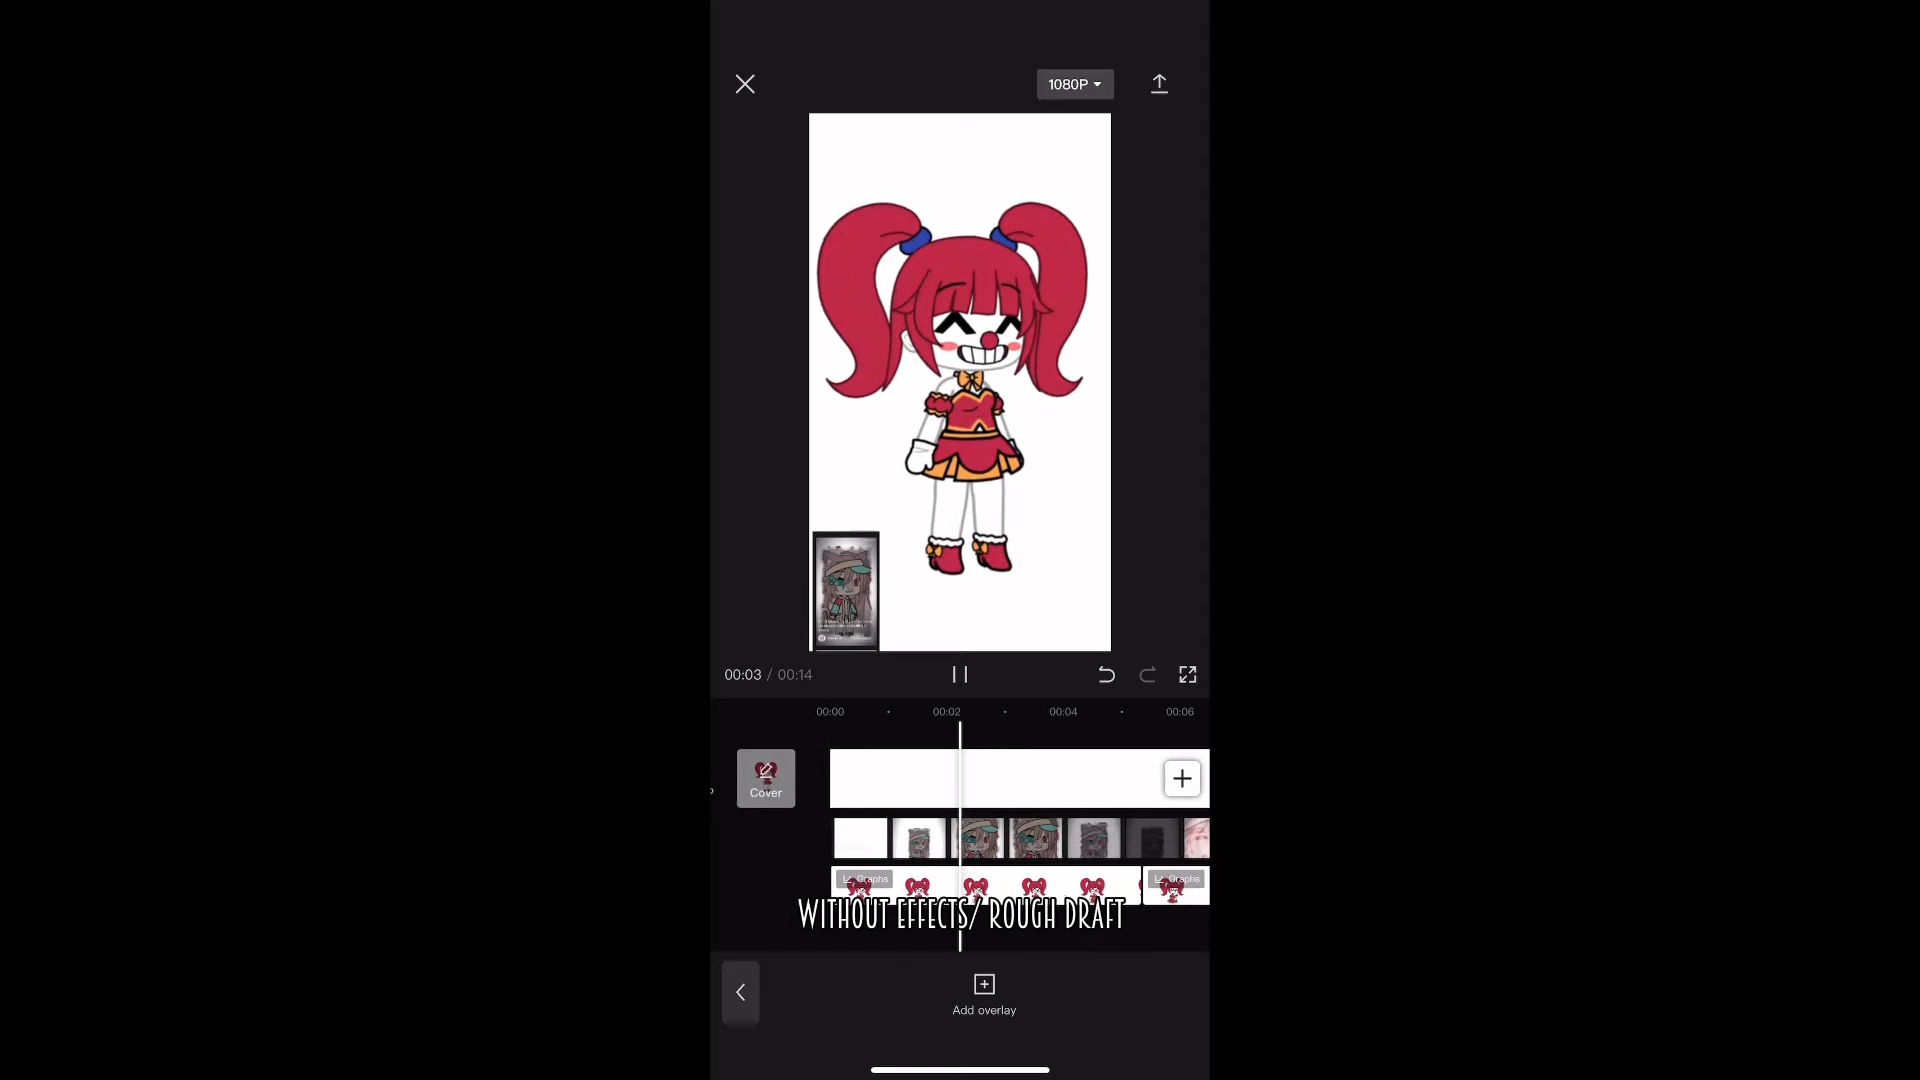 1080P
00:03 / 00:14
00:00 00:02 00:04 00:06
Cover
Graphs Graphs
WITHOUT EFFECTS/ ROUGH DRAFT
Add overlay